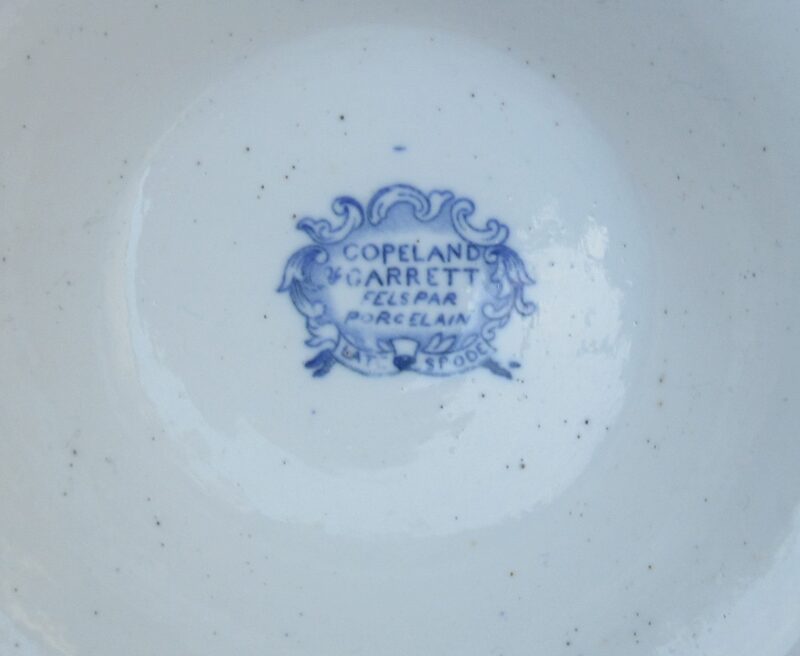 COPELAND
& GARRETT
FELSPAR
PORCELAIN
LATE SPODE